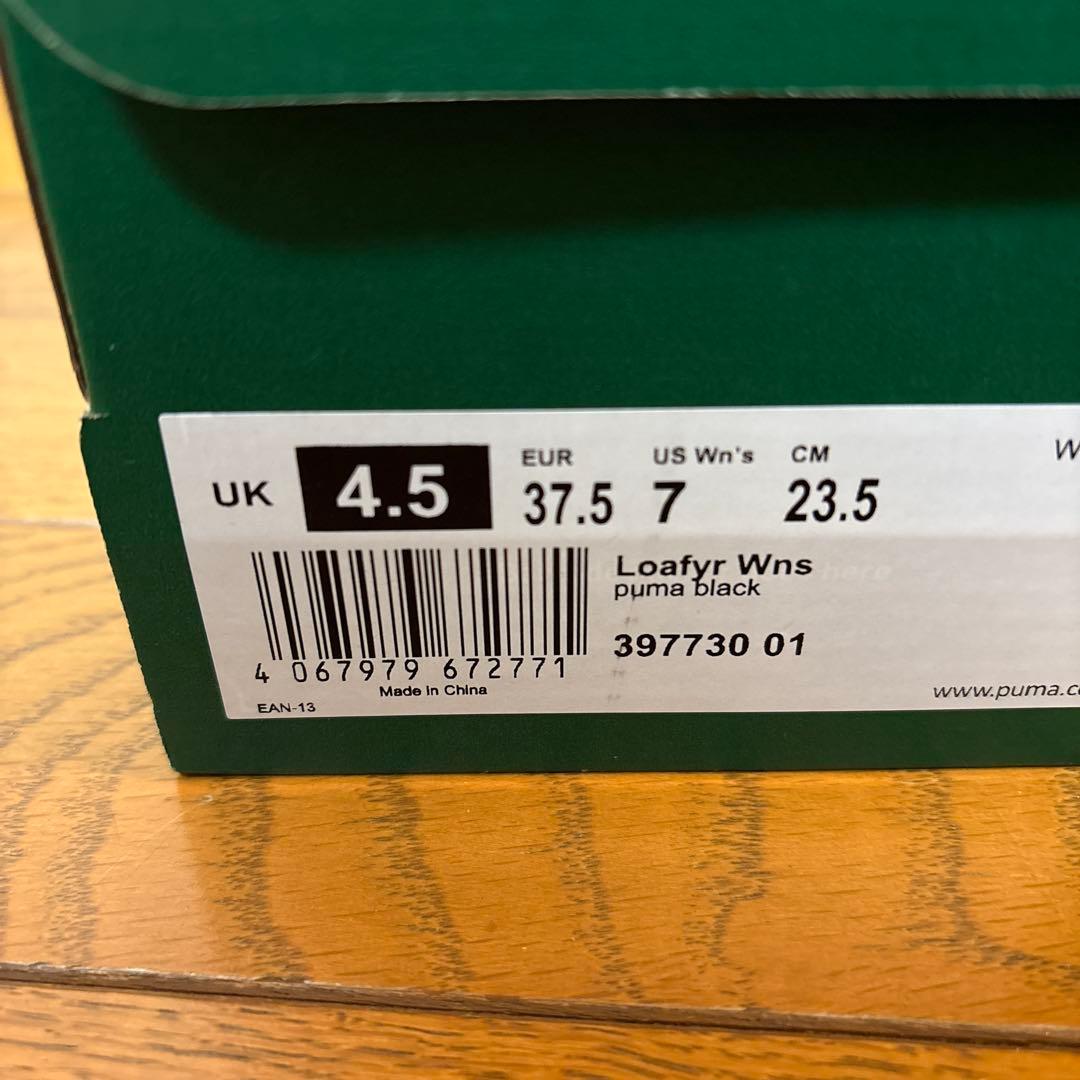 UK 4.5 EUR 37.5 US Wn's 7 CM 23.5 W
Loafyr Wns
puma black
397730 01
4 067979 672771
Made in China
EAN-13
www.puma.c